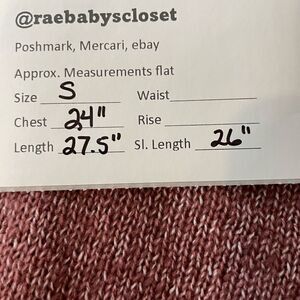 @raebabyscloset
Poshmark, Mercari, ebay
Approx. Measurements flat
Size S Waist
Chest 24" Rise
Length 27.5" Sl. Length 26"